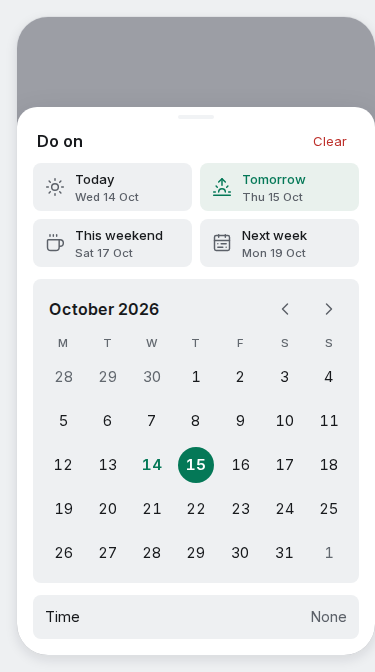 Do on
Clear
Today
Wed 14 Oct
Tomorrow
Thu 15 Oct
This weekend
Sat 17 Oct
Next week
Mon 19 Oct
October 2026
M T W T F S S
28 29 30 1 2 3 4
5 6 7 8 9 10 11
12 13 14 15 16 17 18
19 20 21 22 23 24 25
26 27 28 29 30 31 1
Time None